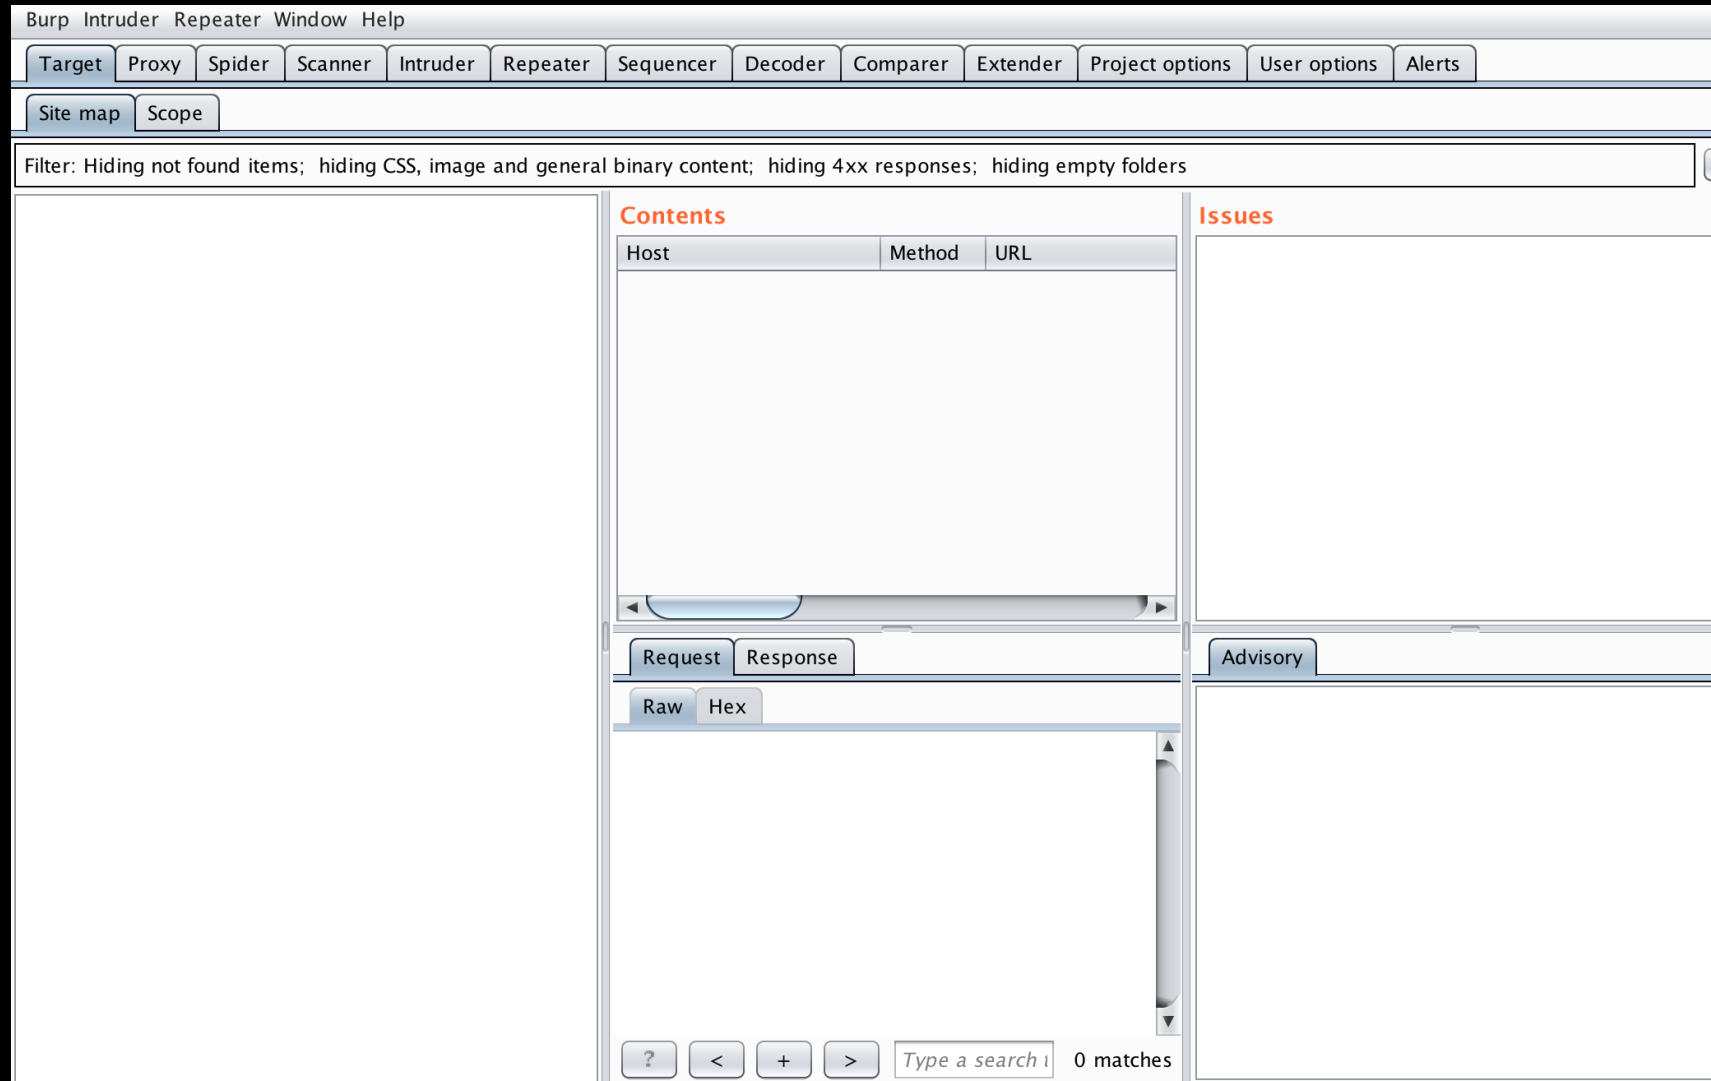 Burp Intruder Repeater Window Help
Target Proxy Spider Scanner Intruder Repeater Sequencer Decoder Comparer Extender Project options User options Alerts
Site map Scope
Filter: Hiding not found items; hiding CSS, image and general binary content; hiding 4xx responses; hiding empty folders
Contents
Issues
Host Method URL
Request Response
Advisory
Raw Hex
? < + > Type a search 0 matches